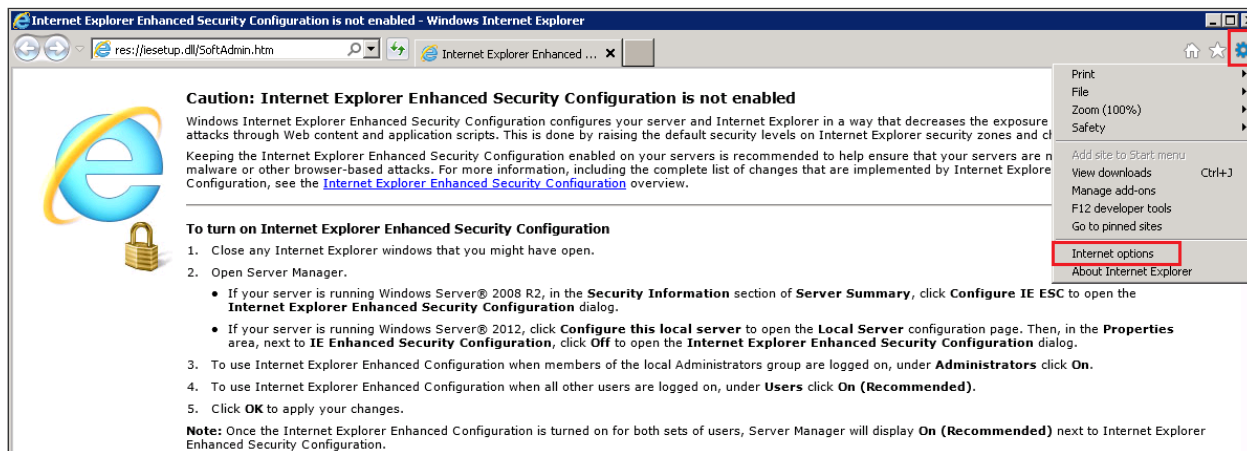 Internet Explorer Enhanced Security Configuration is not enabled - Windows Internet Explorer
res://iesetup.dll/SoftAdmin.htm
Internet Explorer Enhanced ...
Print
File
Zoom (100%)
Safety
Add site to Start menu
View downloads Ctrl+J
Manage add-ons
F12 developer tools
Go to pinned sites
Internet options
About Internet Explorer
Caution: Internet Explorer Enhanced Security Configuration is not enabled
Windows Internet Explorer Enhanced Security Configuration configures your server and Internet Explorer in a way that decreases the exposure
attacks through Web content and application scripts. This is done by raising the default security levels on Internet Explorer security zones and
Keeping the Internet Explorer Enhanced Security Configuration enabled on your servers is recommended to help ensure that your servers are
malware or other browser-based attacks. For more information, including the complete list of changes that are implemented by Internet Explore
Configuration, see the Internet Explorer Enhanced Security Configuration overview.
To turn on Internet Explorer Enhanced Security Configuration
1. Close any Internet Explorer windows that you might have open.
2. Open Server Manager.
• If your server is running Windows Server® 2008 R2, in the Security Information section of Server Summary, click Configure IE ESC to open the
Internet Explorer Enhanced Security Configuration dialog.
• If your server is running Windows Server® 2012, click Configure this local server to open the Local Server configuration page. Then, in the Properties
area, next to IE Enhanced Security Configuration, click Off to open the Internet Explorer Enhanced Security Configuration dialog.
3. To use Internet Explorer Enhanced Configuration when members of the local Administrators group are logged on, under Administrators click On.
4. To use Internet Explorer Enhanced Configuration when all other users are logged on, under Users click On (Recommended).
5. Click OK to apply your changes.
Note: Once the Internet Explorer Enhanced Configuration is turned on for both sets of users, Server Manager will display On (Recommended) next to Internet Explorer
Enhanced Security Configuration.